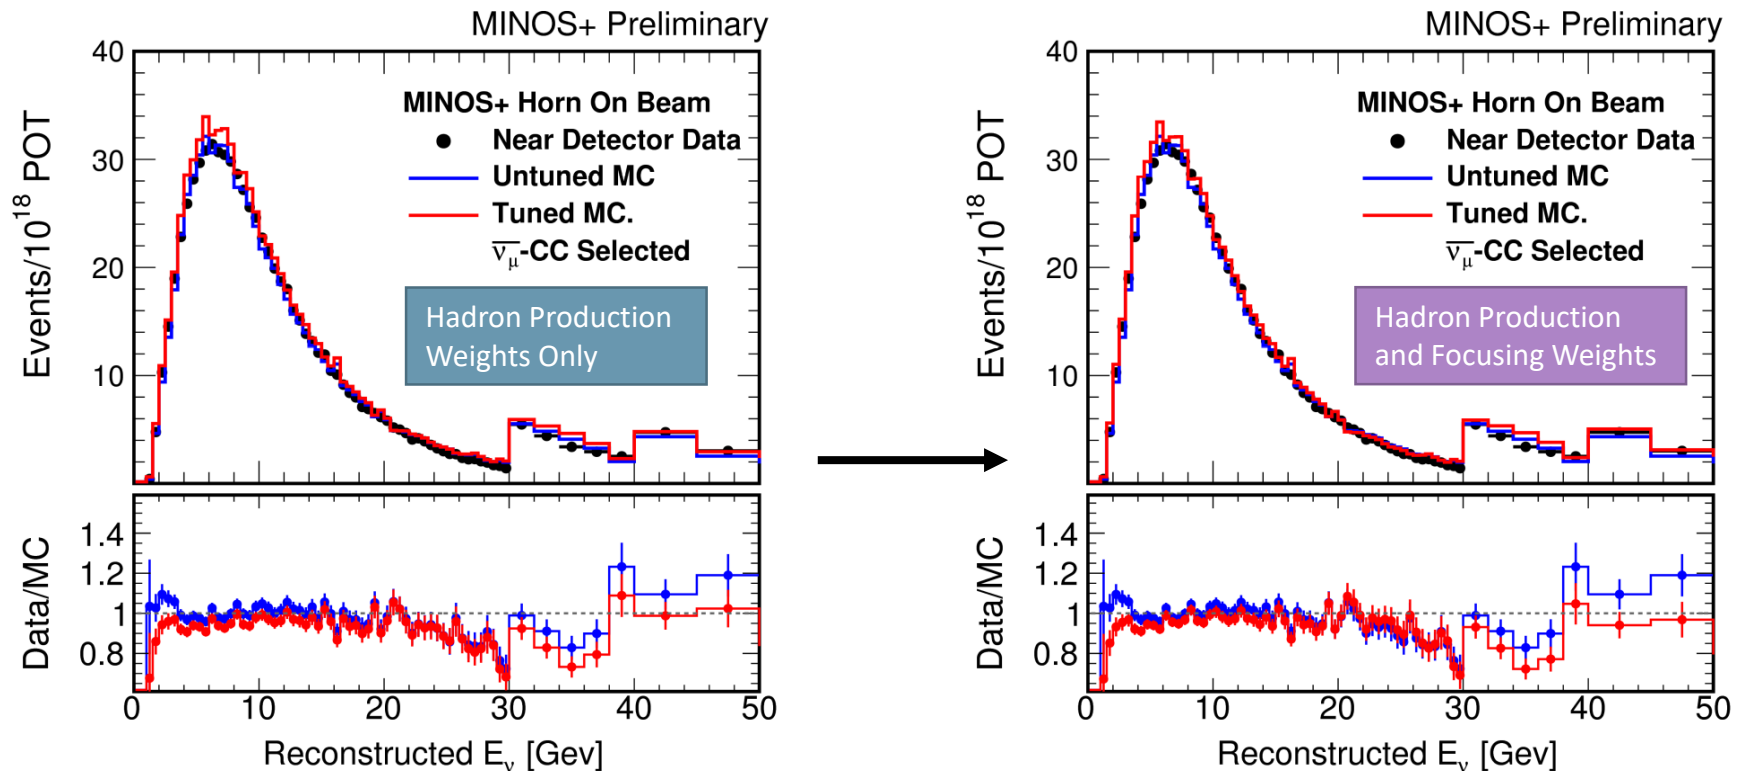 MINOS+ Preliminary
40
30
20
10
Events/10¹⁸ POT
MINOS+ Horn On Beam
Near Detector Data
Untuned MC
Tuned MC.
ν̅μ-CC Selected
Hadron Production
Weights Only
1.4
1.2
1
0.8
Data/MC
0 10 20 30 40 50
Reconstructed Eν [Gev]
MINOS+ Preliminary
40
30
20
10
Events/10¹⁸ POT
MINOS+ Horn On Beam
Near Detector Data
Untuned MC
Tuned MC.
ν̅μ-CC Selected
Hadron Production
and Focusing Weights
1.4
1.2
1
0.8
Data/MC
0 10 20 30 40 50
Reconstructed Eν [Gev]